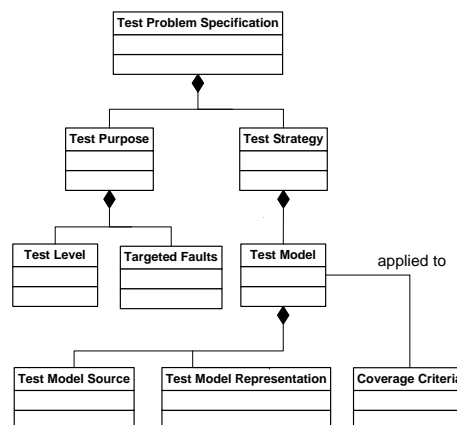 Test Problem Specification
Test Purpose
Test Strategy
Test Level
Targeted Faults
Test Model
applied to
Test Model Source
Test Model Representation
Coverage Criteria